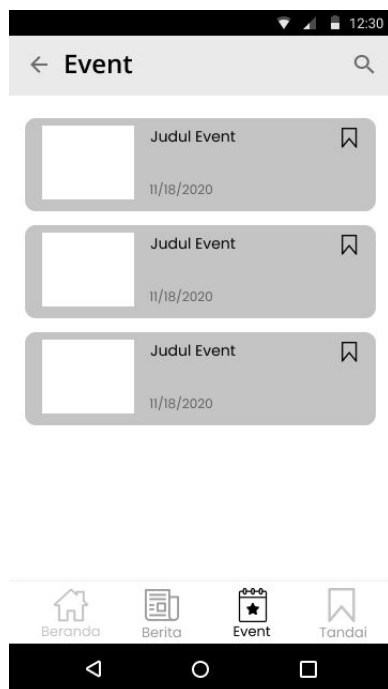 12:30
Event
Judul Event
11/18/2020
Judul Event
11/18/2020
Judul Event
11/18/2020
Beranda Berita Event Tandai